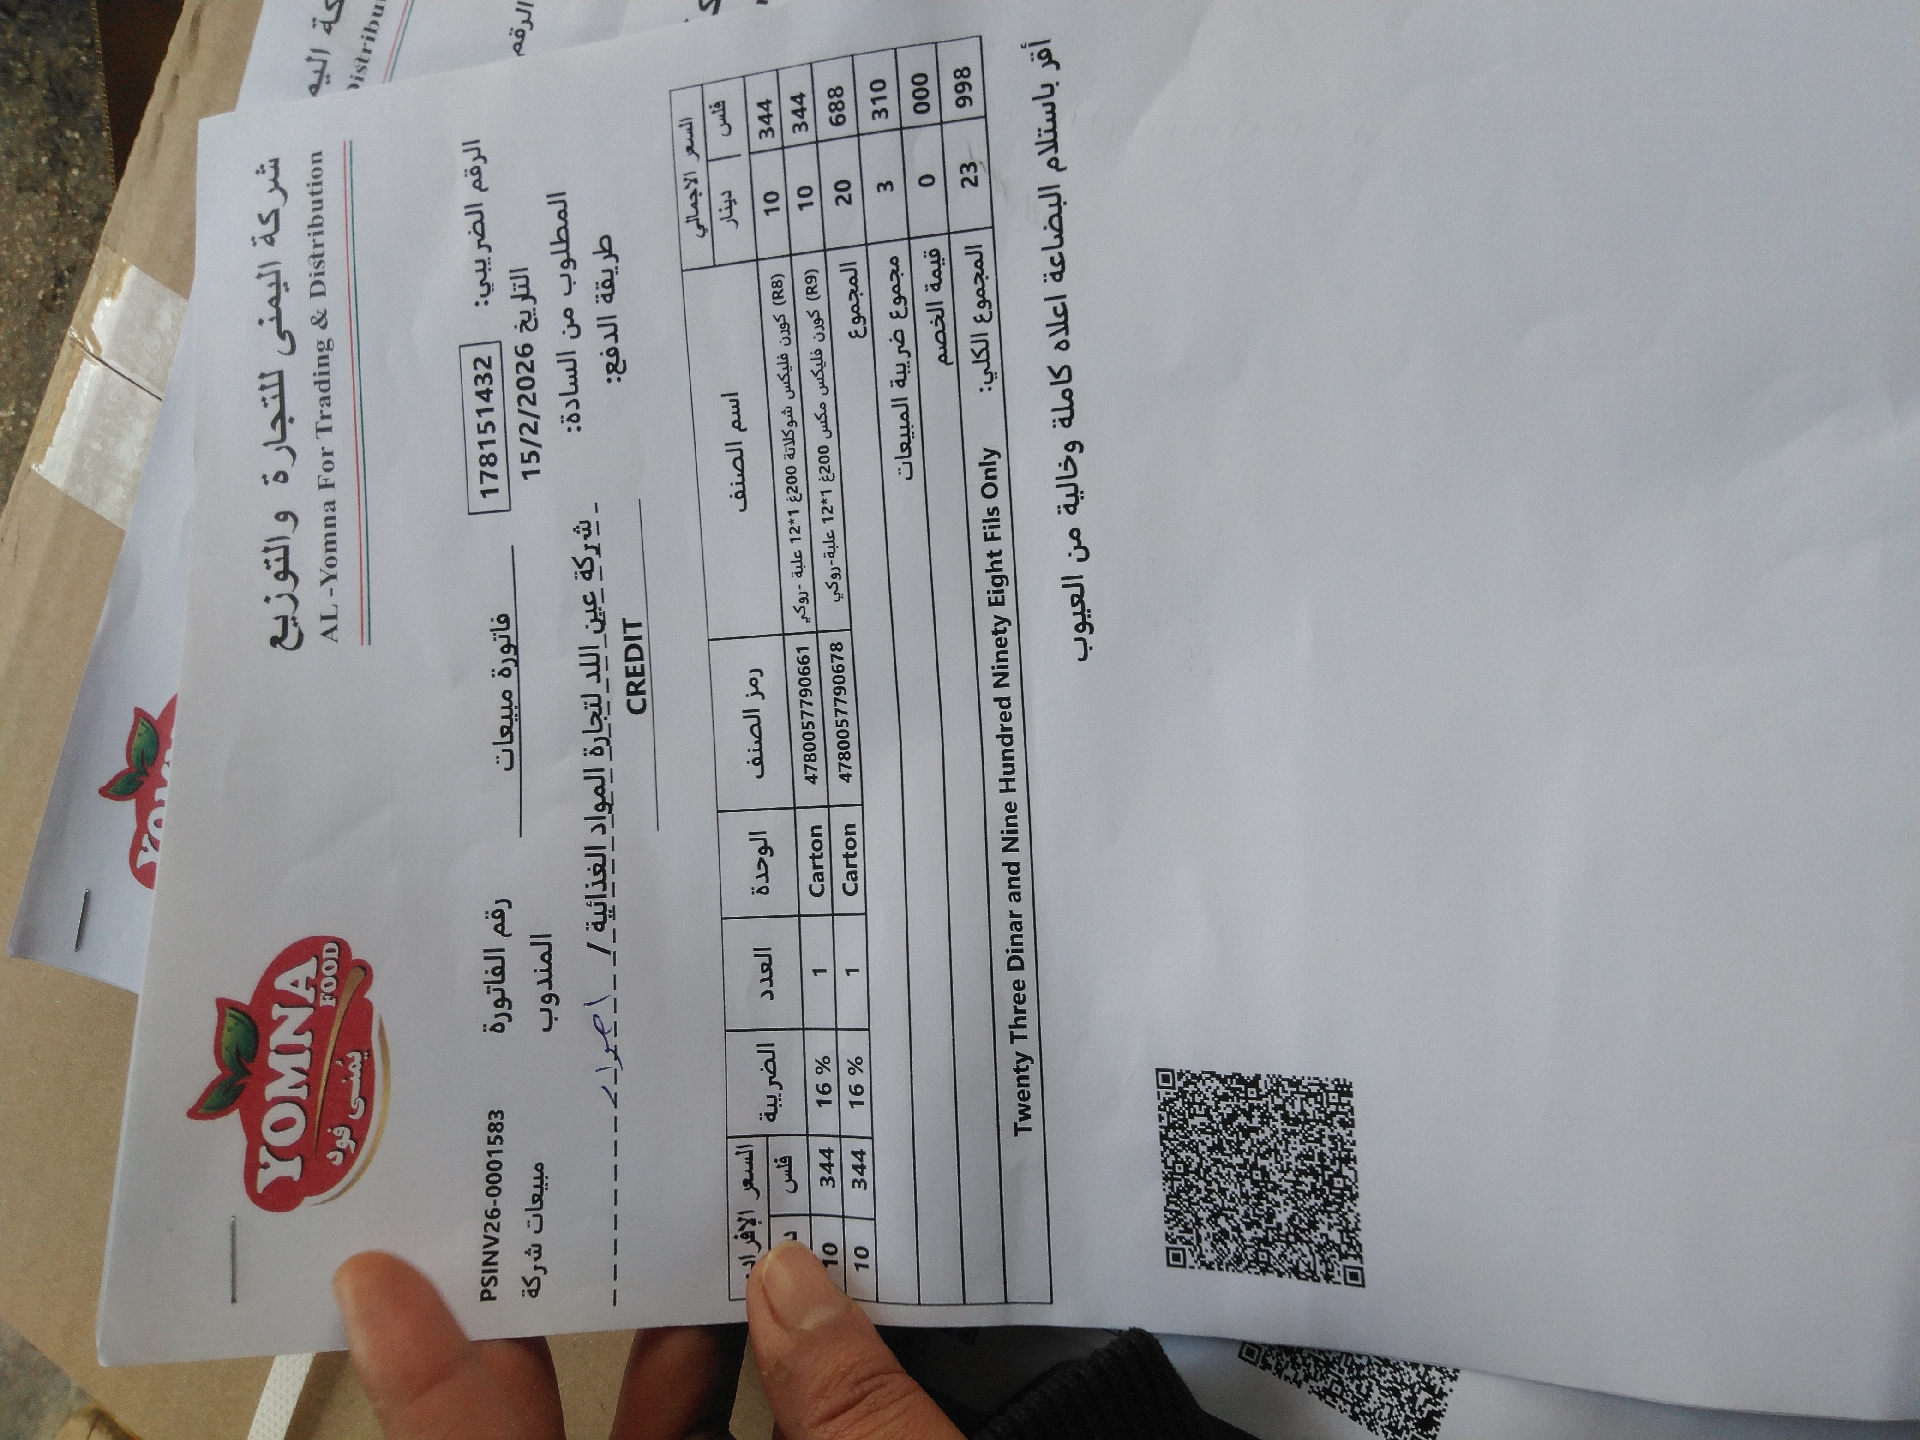 YOMNA
FOOD
يمنى فود
شركة اليمنى للتجارة والتوزيع
AL -Yomna For Trading & Distribution
الرقم الضريبي: 178151432
فاتورة مبيعات
رقم الفاتورة PSINV26-0001583
التاريخ 15/2/2026
المندوب مبيعات شركة
المطلوب من السادة: شركة عين اللد لتجارة المواد الغذائية /
طريقة الدفع: CREDIT
السعر الاجمالي اسم الصنف رمز الصنف الوحدة العدد الضريبة السعر
دينار فلس فلس
10 344 كورن فليكس شوكلاتة 200غ 1*12 علبة -روكي (R8) 4780057790661 Carton 1 16 % 344 10
10 344 كورن فليكس مكس 200غ 1*12 علبة-روكي (R9) 4780057790678 Carton 1 16 % 344 10
المجموع 20 688
مجموع ضريبة المبيعات 3 310
قيمة الخصم 0 000
المجموع الكلي: 23 998
Twenty Three Dinar and Nine Hundred Ninety Eight Fils Only
أقر باستلام البضاعة اعلاه كاملة وخالية من العيوب